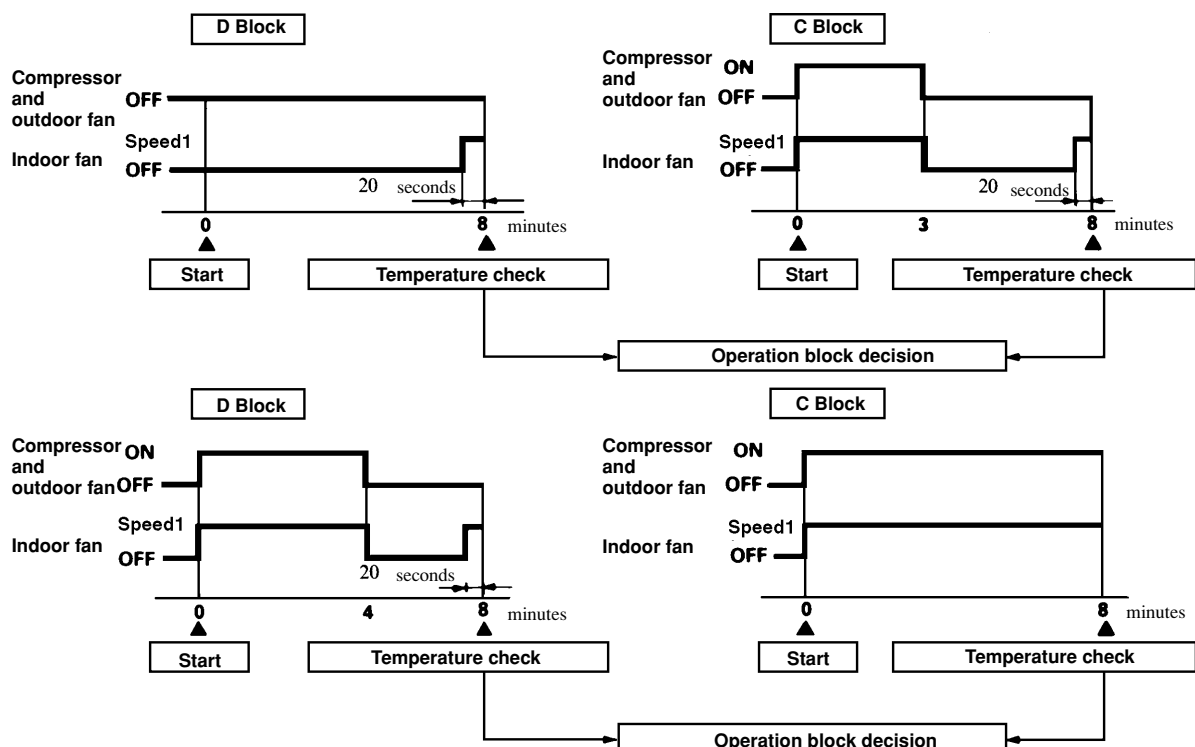 D Block
Compressor
and
outdoor fan
OFF
Speed1
Indoor fan
OFF
20 seconds
0
8
minutes
Start
Temperature check
C Block
Compressor
and
outdoor fan
ON
OFF
Speed1
Indoor fan
OFF
20 seconds
0
3
8
minutes
Start
Temperature check
Operation block decision
D Block
Compressor
and
outdoor fan
ON
OFF
Speed1
Indoor fan
OFF
20 seconds
0
4
8
minutes
Start
Temperature check
C Block
Compressor
and
outdoor fan
ON
OFF
Speed1
Indoor fan
OFF
0
8
minutes
Start
Temperature check
Operation block decision